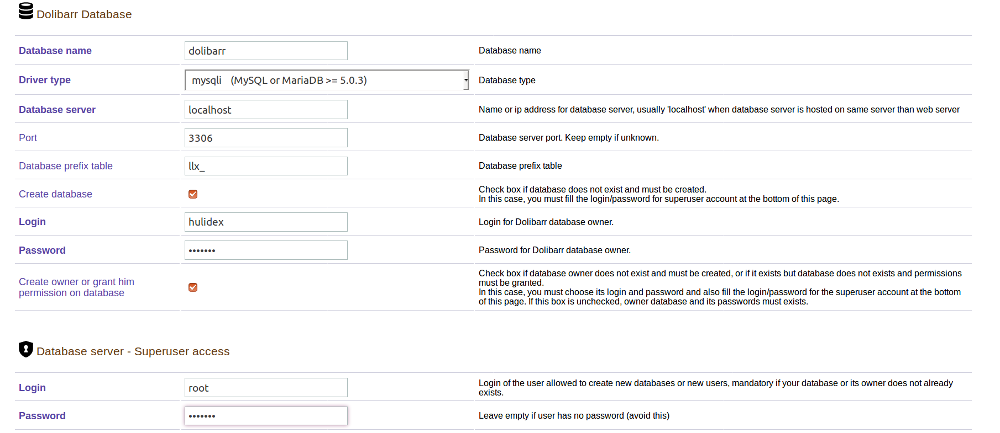 Dolibarr Database
Database name dolibarr Database name
Driver type mysqli (MySQL or MariaDB >= 5.0.3) Database type
Database server localhost Name or ip address for database server, usually 'localhost' when database server is hosted on same server than web server
Port 3306 Database server port. Keep empty if unknown.
Database prefix table llx_ Database prefix table
Create database Check box if database does not exist and must be created.
In this case, you must fill the login/password for superuser account at the bottom of this page.
Login hulidex Login for Dolibarr database owner.
Password ••••••• Password for Dolibarr database owner.
Create owner or grant him
permission on database
Check box if database owner does not exist and must be created, or if it exists but database does not exists and permissions
must be granted.
In this case, you must choose its login and password and also fill the login/password for the superuser account at the bottom
of this page. If this box is unchecked, owner database and its passwords must exists.
Database server - Superuser access
Login root Login of the user allowed to create new databases or new users, mandatory if your database or its owner does not already
exists.
Password ••••••• Leave empty if user has no password (avoid this)